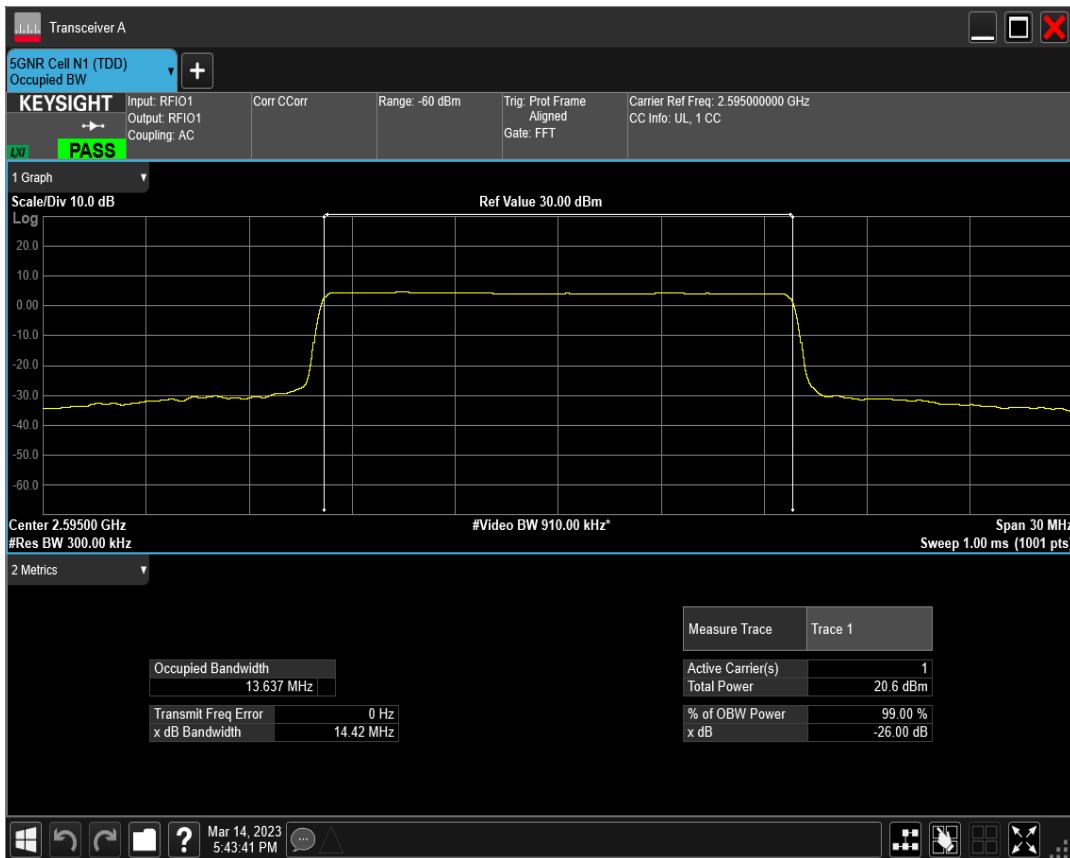 Transceiver A
5GNR Cell N1 (TDD)
Occupied BW
KEYSIGHT
LXI
PASS
Input: RFIO1
Output: RFIO1
Coupling: AC
Corr CCorr
Range: -60 dBm
Trig: Prot Frame
Aligned
Gate: FFT
Carrier Ref Freq: 2.595000000 GHz
CC Info: UL, 1 CC
1 Graph
Scale/Div 10.0 dB
Ref Value 30.00 dBm
Log
20.0
10.0
0.00
-10.0
-20.0
-30.0
-40.0
-50.0
-60.0
Center 2.59500 GHz
#Video BW 910.00 kHz*
Span 30 MHz
#Res BW 300.00 kHz
Sweep 1.00 ms (1001 pts)
2 Metrics
Measure Trace Trace 1
Occupied Bandwidth
13.637 MHz
Active Carrier(s) 1
Total Power 20.6 dBm
Transmit Freq Error 0 Hz
x dB Bandwidth 14.42 MHz
% of OBW Power 99.00 %
x dB -26.00 dB
Mar 14, 2023
5:43:41 PM